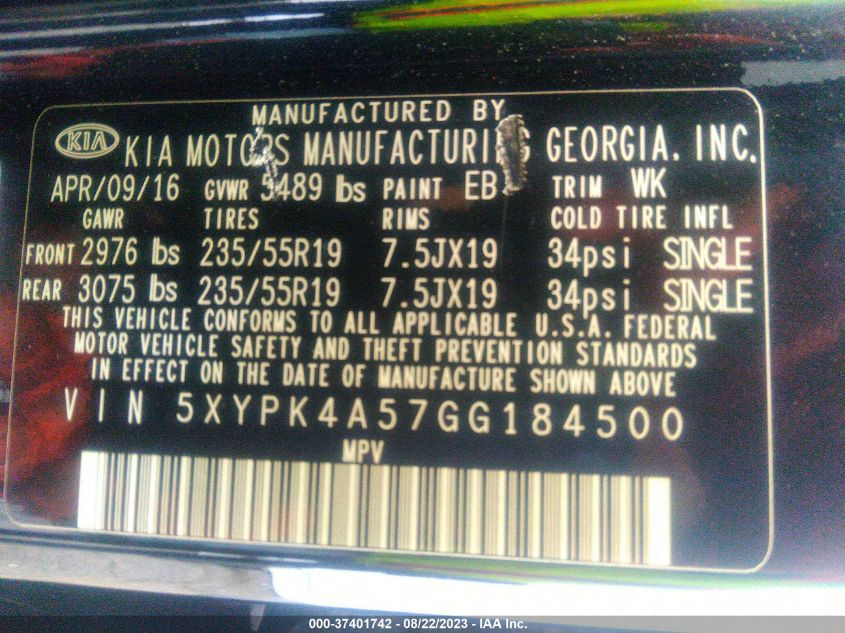 MANUFACTURED BY
KIA KIA MOTORS MANUFACTURING GEORGIA. INC.
APR/09/16 GVWR 5489 lbs PAINT EB TRIM WK
GAWR TIRES RIMS COLD TIRE INFL
FRONT 2976 lbs 235/55R19 7.5JX19 34psi SINGLE
REAR 3075 lbs 235/55R19 7.5JX19 34psi SINGLE
THIS VEHICLE CONFORMS TO ALL APPLICABLE U.S.A. FEDERAL
MOTOR VEHICLE SAFETY AND THEFT PREVENTION STANDARDS
IN EFFECT ON THE DATE OF MANUFACTURE SHOWN ABOVE
VIN 5XYPK4A57GG184500
MPV
000-37401742 - 08/22/2023 - IAA Inc.